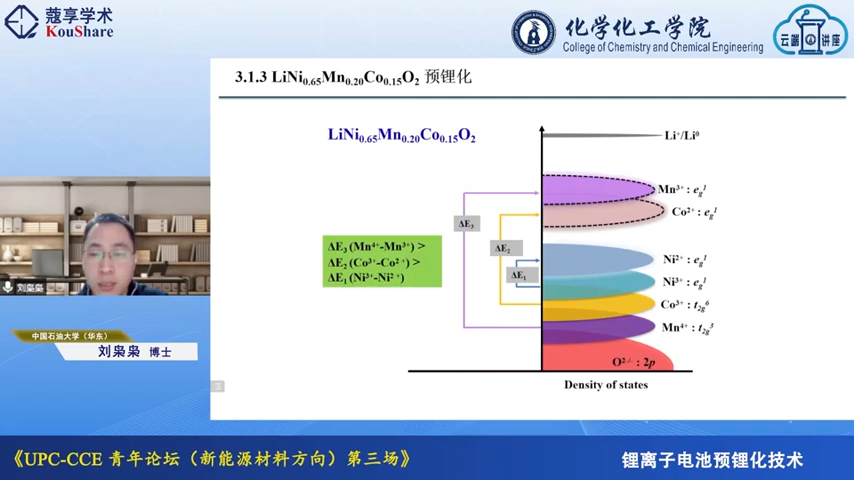 蔻享学术
KouShare
化学化工学院
College of Chemistry and Chemical Engineering
云端讲座
3.1.3 LiNi0.65Mn0.20Co0.15O2 预锂化
LiNi0.65Mn0.20Co0.15O2
Li⁺/Li⁰
Mn³⁺ : eg¹
Co²⁺ : eg¹
ΔE3
ΔE2
ΔE1
ΔE3 (Mn⁴⁺-Mn³⁺) >
ΔE2 (Co³⁺-Co²⁺) >
ΔE1 (Ni³⁺-Ni²⁺)
Ni²⁺ : eg¹
Ni³⁺ : eg¹
Co³⁺ : t2g⁶
Mn⁴⁺ : t2g³
O²⁻/⁻ : 2p
Density of states
刘枭枭
中国石油大学（华东）
刘枭枭 博士
《UPC-CCE 青年论坛（新能源材料方向）第三场》
锂离子电池预锂化技术